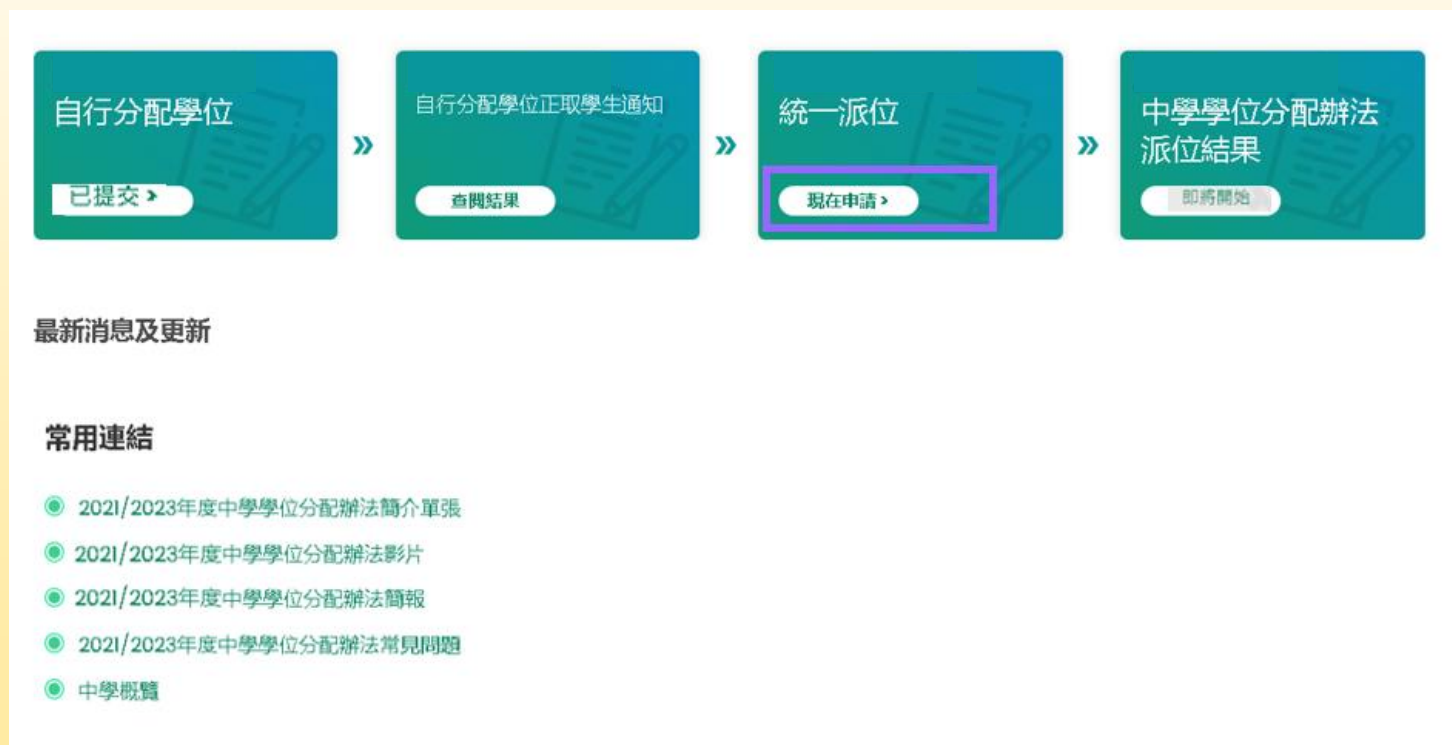 自行分配學位
已提交 >
»
自行分配學位正取學生通知
查閱結果
»
統一派位
現在申請 >
»
中學學位分配辦法
派位結果
即將開始
最新消息及更新
常用連結
2021/2023年度中學學位分配辦法簡介單張
2021/2023年度中學學位分配辦法影片
2021/2023年度中學學位分配辦法簡報
2021/2023年度中學學位分配辦法常見問題
中學概覽